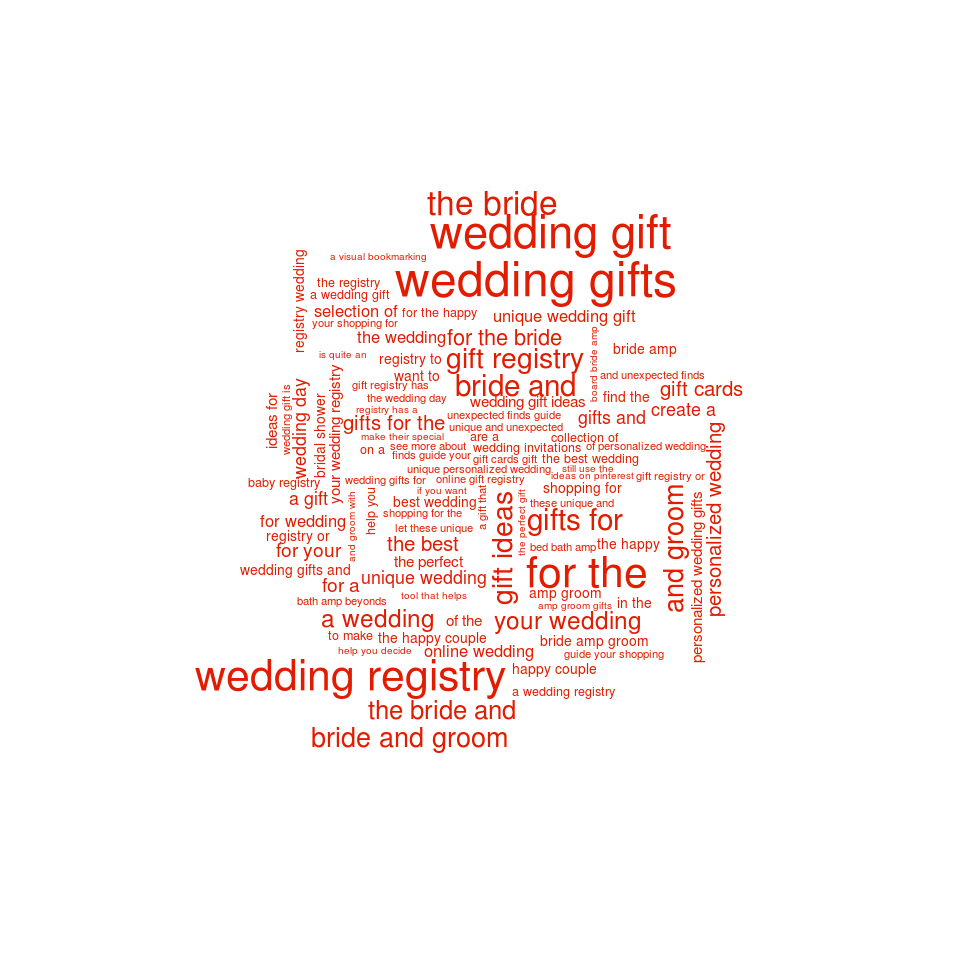 the bride
wedding gift
a visual bookmarking
wedding gifts
registry wedding
the registry
a wedding gift
selection of
for the happy
unique wedding gift
your shopping for
the wedding
for the bride
board bride amp
bride amp
is quite an
registry to
gift registry
want to
and unexpected finds
gift registry has
bride and
gift cards
the wedding day
wedding gift ideas
find the
registry has a
create a
ideas for
wedding gift is
wedding day
bridal shower
your wedding registry
gifts for the
unexpected finds guide
gifts and
unique and unexpected
make their special
are a
collection of
on a
see more about
wedding invitations
of personalized wedding
finds guide your
gift cards gift
the best wedding
unique personalized wedding
still use the
ideas on pinterest
gift registry or
personalized wedding
baby registry
wedding gifts for
online gift registry
if you want
shopping for
a gift
and groom with
help you
best wedding
a gift that
gift ideas
the perfect gift
these unique and
and groom
personalized wedding gifts
shopping for the
for wedding
let these unique
gifts for
registry or
for your
the best
bed bath amp
the happy
the perfect
wedding gifts and
for a
unique wedding
for the
tool that helps
amp groom
bath amp beyonds
amp groom gifts
in the
a wedding
of the
your wedding
to make
the happy couple
bride amp groom
help you decide
online wedding
guide your shopping
wedding registry
happy couple
a wedding registry
the bride and
bride and groom